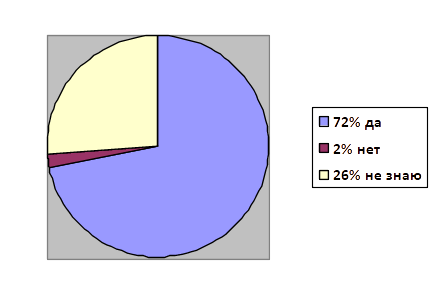 72% да
2% нет
26% не знаю